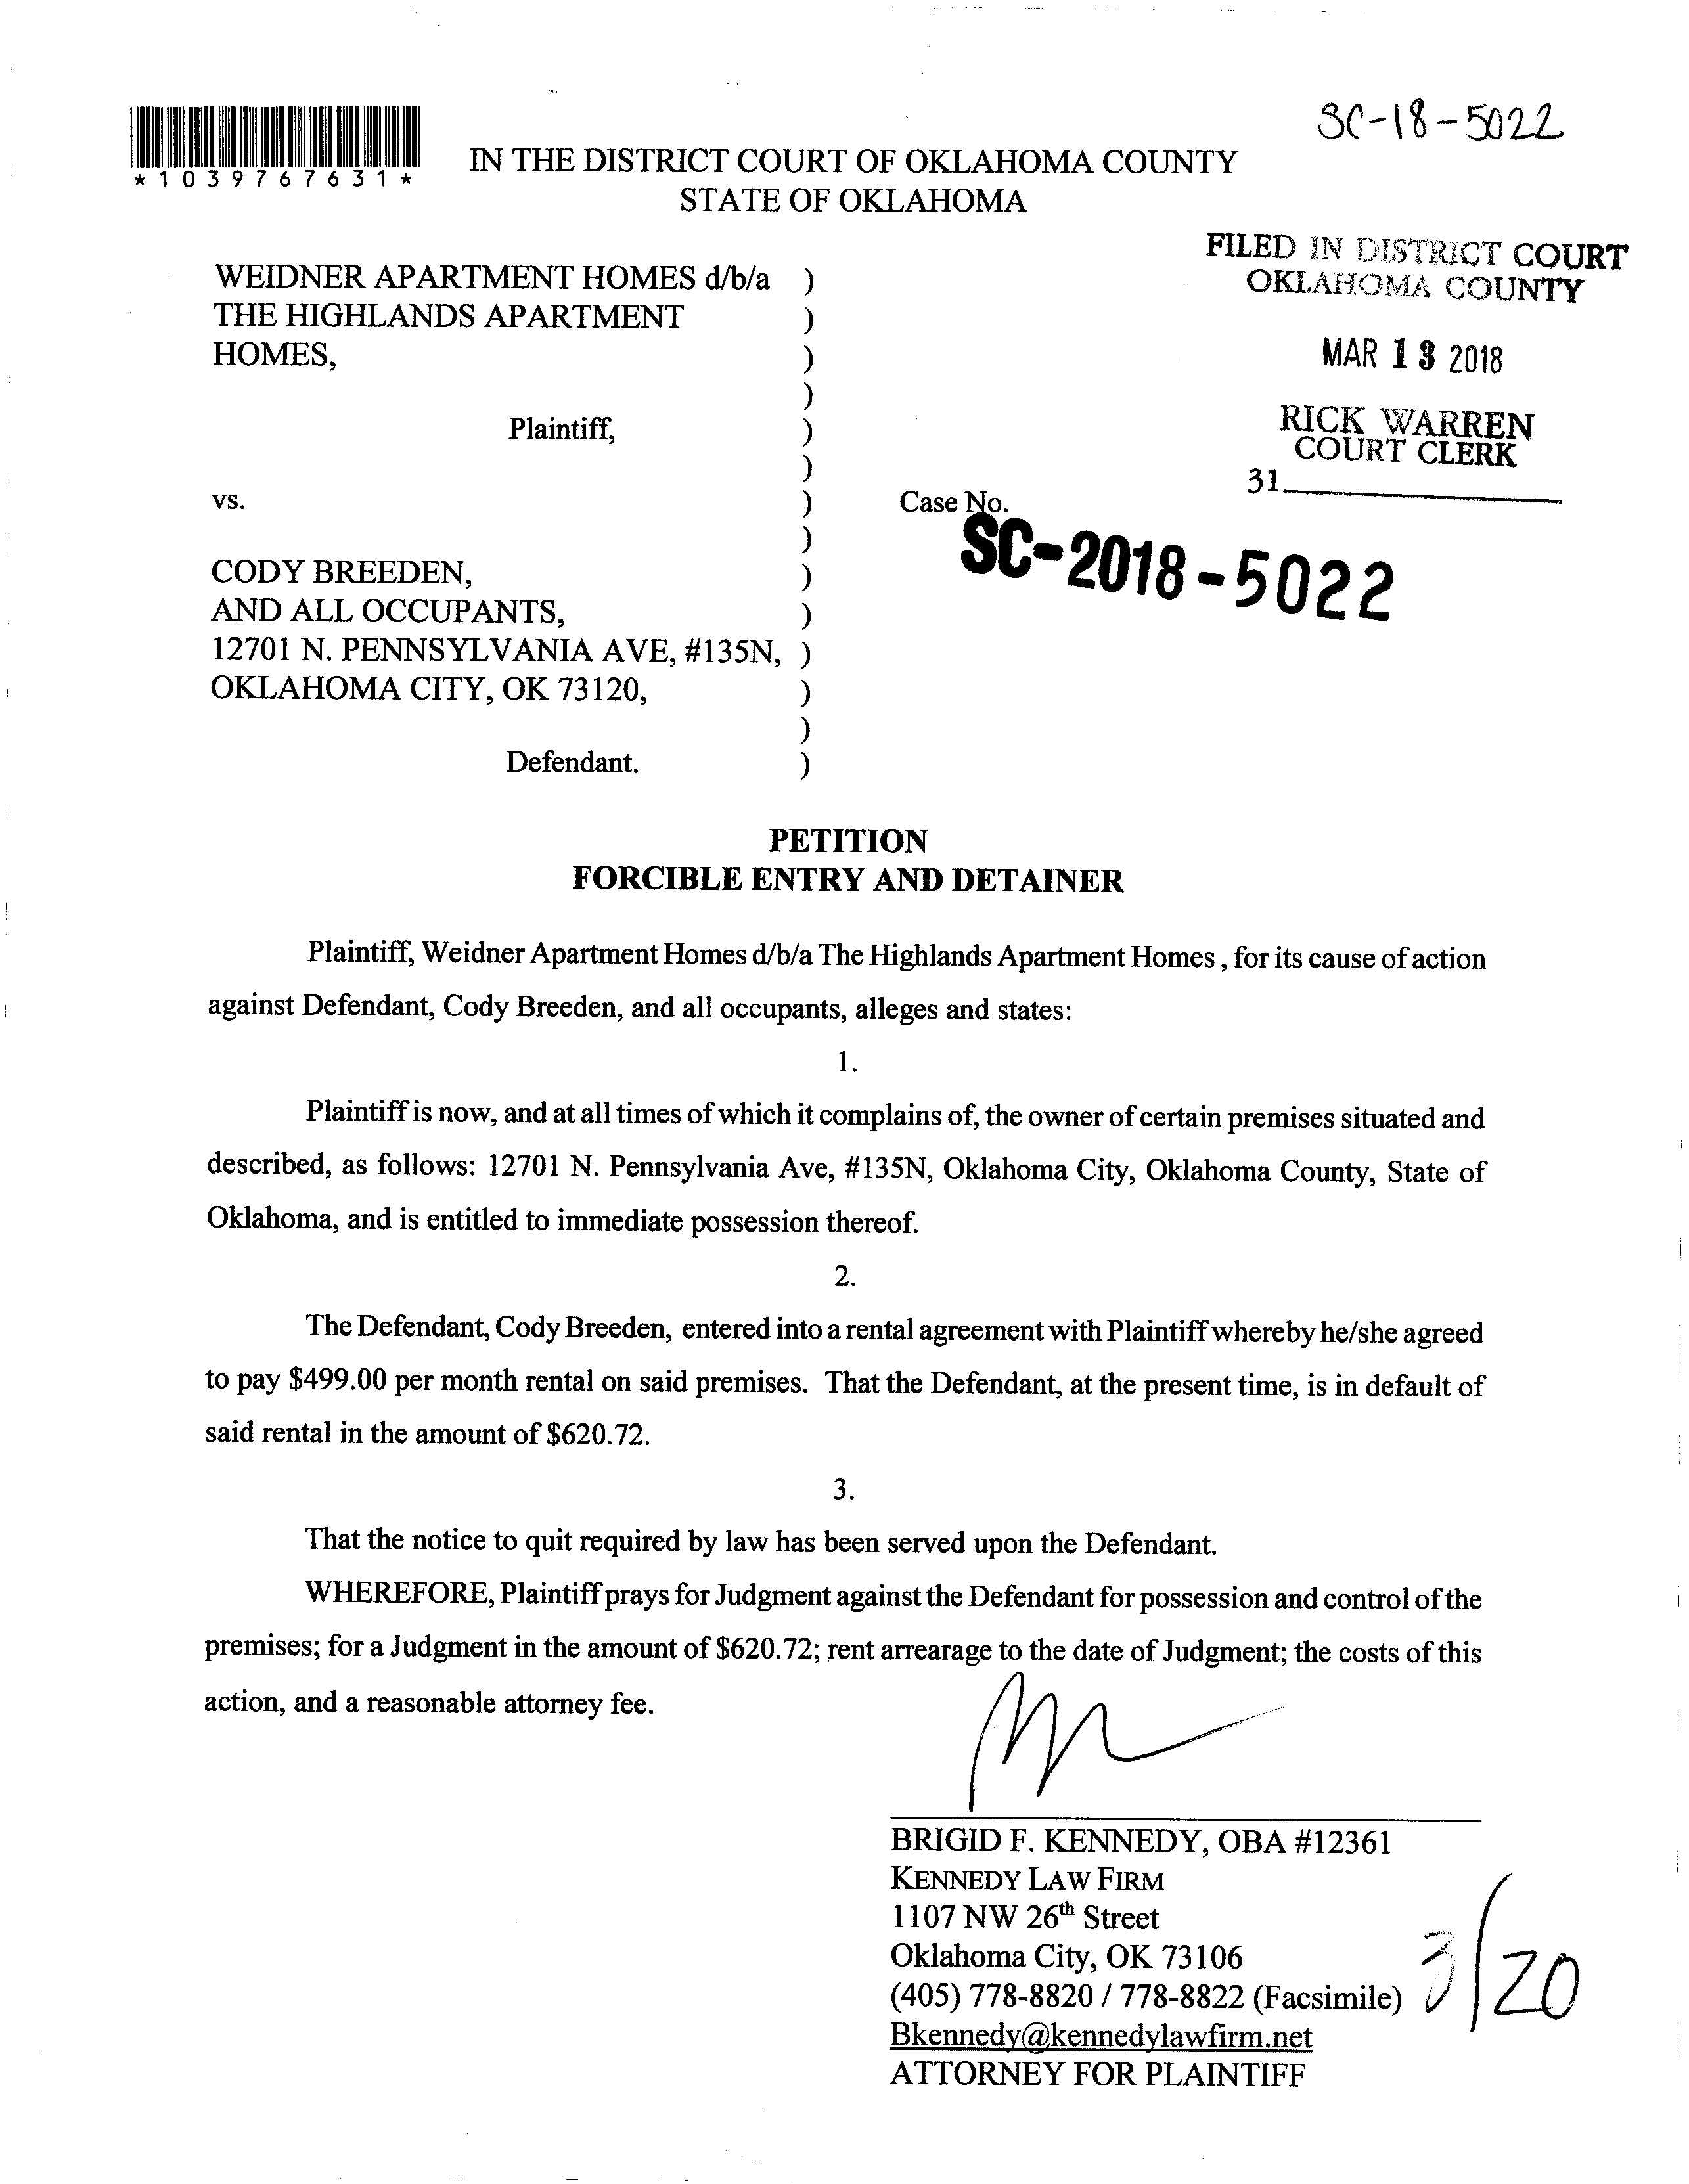 SC-18-5022
*1039767631*
IN THE DISTRICT COURT OF OKLAHOMA COUNTY
STATE OF OKLAHOMA
FILED IN DISTRICT COURT
OKLAHOMA COUNTY
MAR 13 2018
RICK WARREN
COURT CLERK
31
WEIDNER APARTMENT HOMES d/b/a )
THE HIGHLANDS APARTMENT )
HOMES, )
)
Plaintiff, )
)
vs. ) Case No.
SC-2018-5022
)
CODY BREEDEN, )
AND ALL OCCUPANTS, )
12701 N. PENNSYLVANIA AVE, #135N, )
OKLAHOMA CITY, OK 73120, )
)
Defendant. )
PETITION
FORCIBLE ENTRY AND DETAINER
Plaintiff, Weidner Apartment Homes d/b/a The Highlands Apartment Homes , for its cause of action
against Defendant, Cody Breeden, and all occupants, alleges and states:
1.
Plaintiff is now, and at all times of which it complains of, the owner of certain premises situated and
described, as follows: 12701 N. Pennsylvania Ave, #135N, Oklahoma City, Oklahoma County, State of
Oklahoma, and is entitled to immediate possession thereof.
2.
The Defendant, Cody Breeden, entered into a rental agreement with Plaintiff whereby he/she agreed
to pay $499.00 per month rental on said premises. That the Defendant, at the present time, is in default of
said rental in the amount of $620.72.
3.
That the notice to quit required by law has been served upon the Defendant.
WHEREFORE, Plaintiff prays for Judgment against the Defendant for possession and control of the
premises; for a Judgment in the amount of $620.72; rent arrearage to the date of Judgment; the costs of this
action, and a reasonable attorney fee.
BRIGID F. KENNEDY, OBA #12361
KENNEDY LAW FIRM
1107 NW 26th Street
Oklahoma City, OK 73106
(405) 778-8820 / 778-8822 (Facsimile)
Bkennedy@kennedylawfirm.net
ATTORNEY FOR PLAINTIFF
3/20